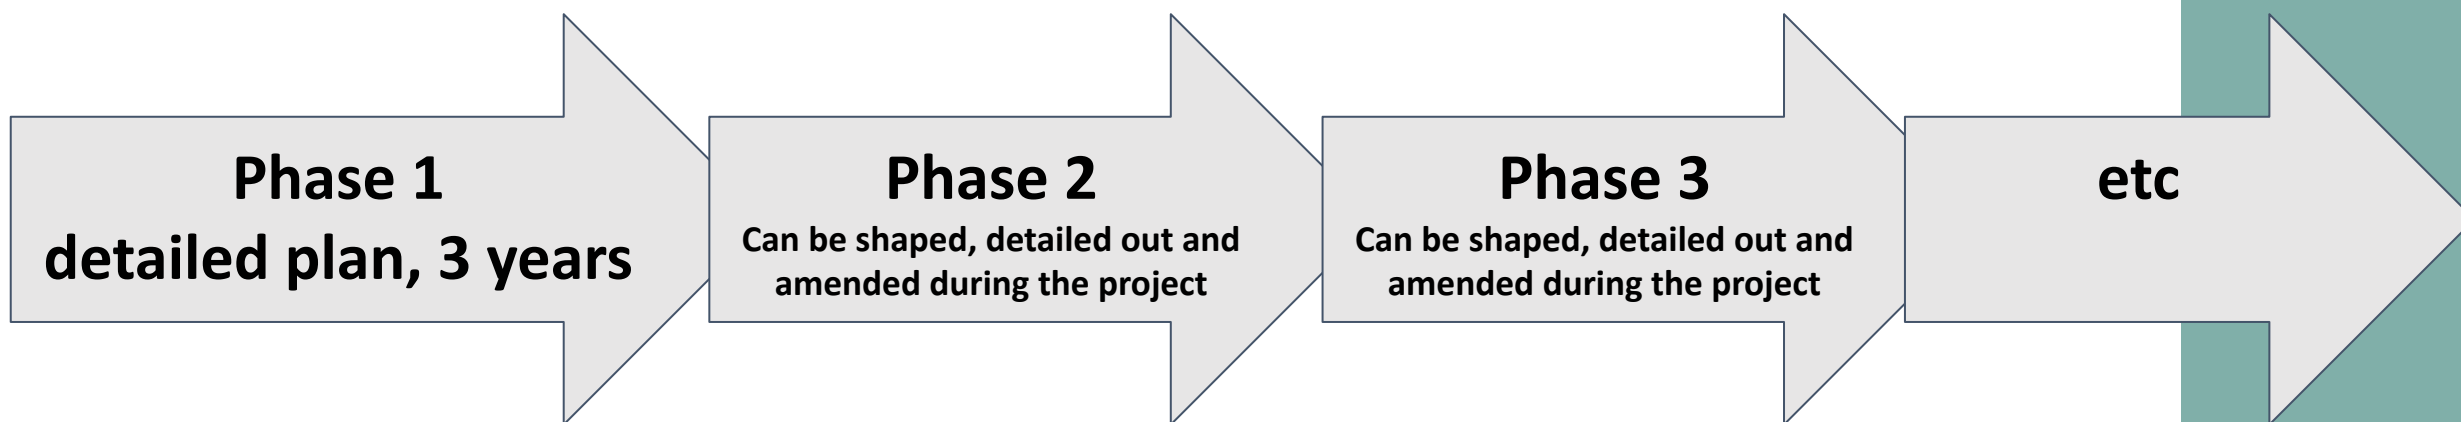 Phase 1
detailed plan, 3 years
Phase 2
Can be shaped, detailed out and
amended during the project
Phase 3
Can be shaped, detailed out and
amended during the project
etc